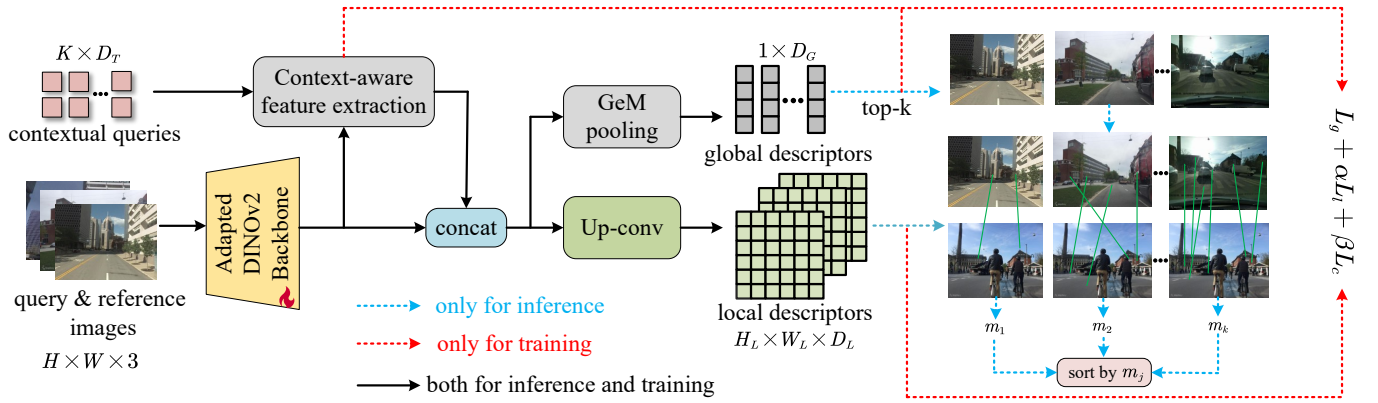 K × D_T
contextual queries
Context-aware
feature extraction
query & reference
images
H × W × 3
Adapted
DINOv2
Backbone
concat
GeM
pooling
Up-conv
1 × D_G
global descriptors
local descriptors
H_L × W_L × D_L
only for inference
only for training
both for inference and training
top-k
m_1
m_2
m_k
sort by m_j
L_g + αL_l + βL_c